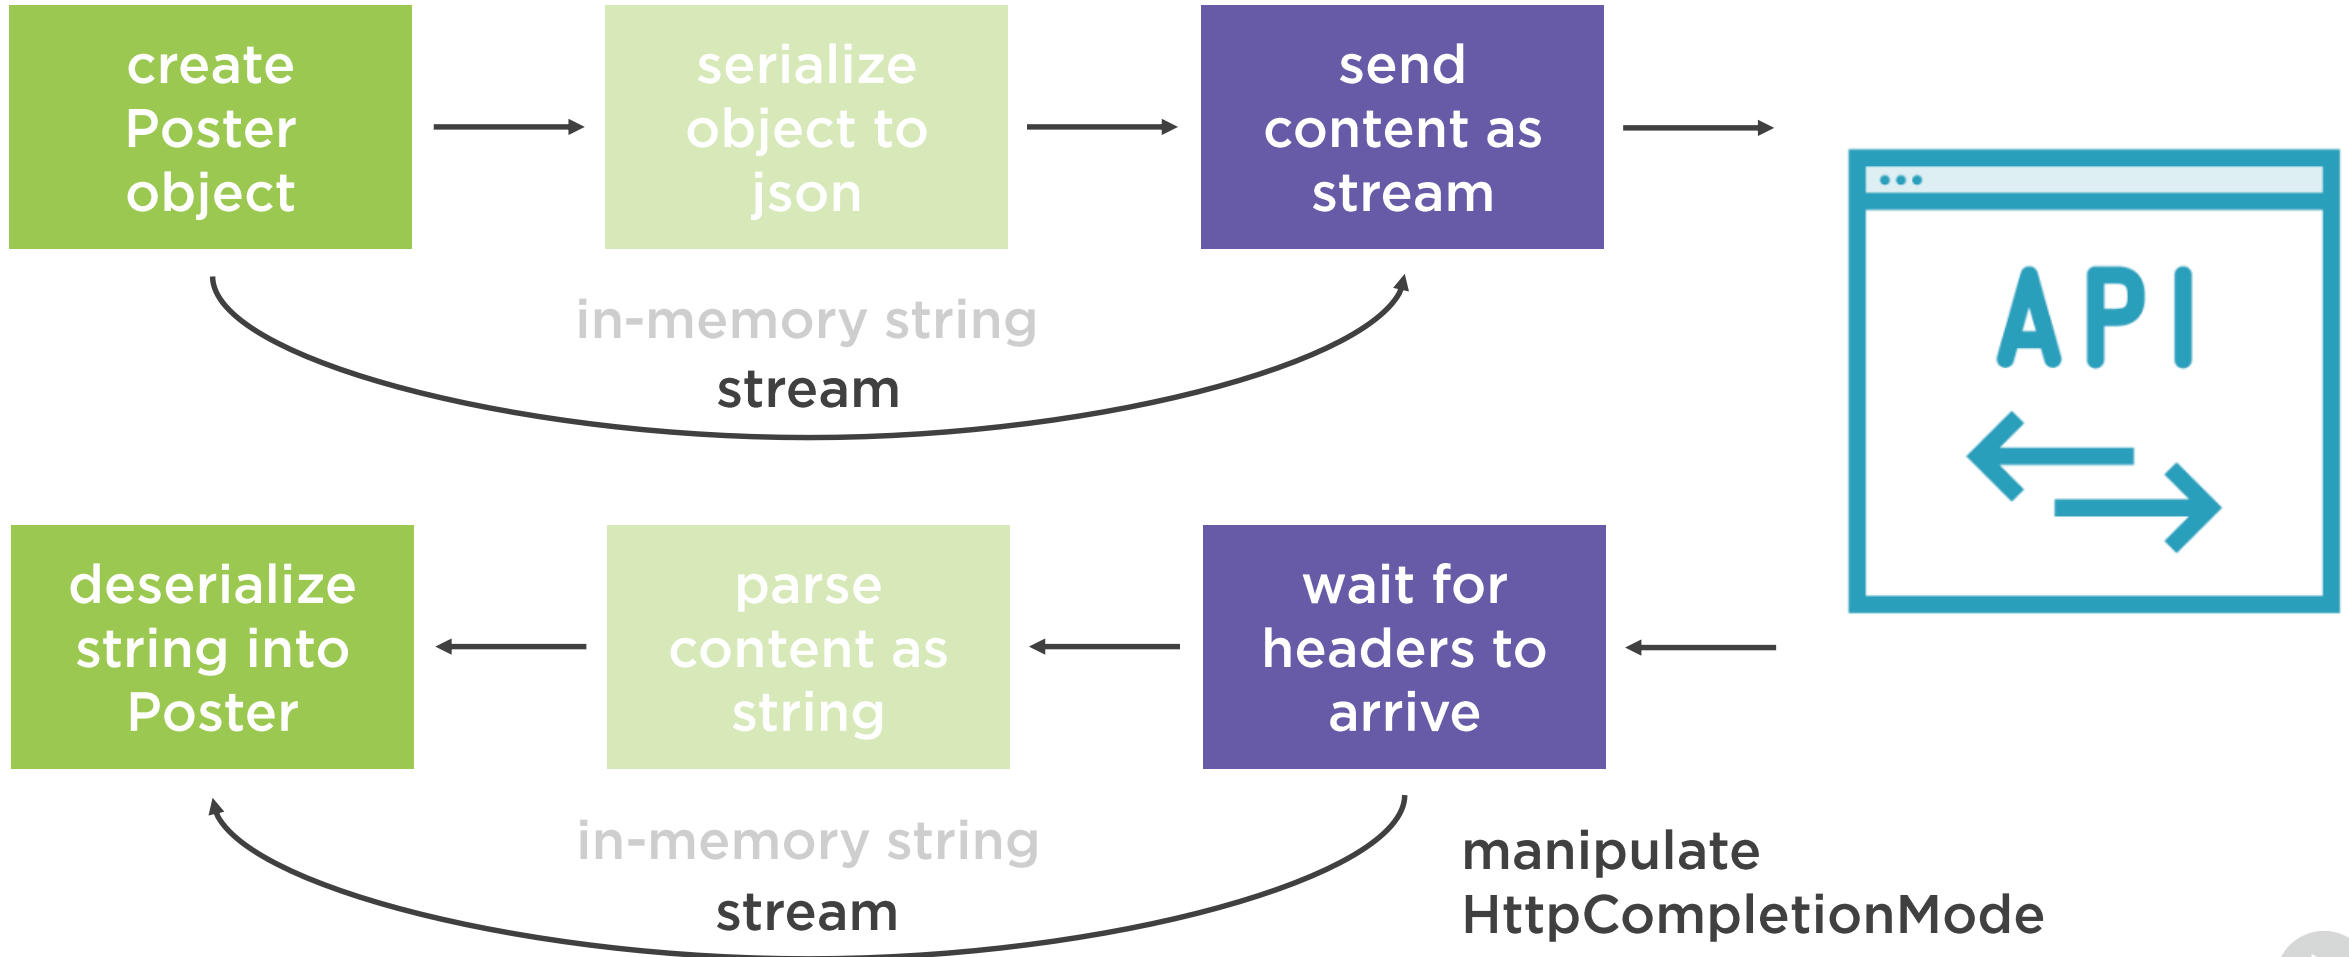 create
Poster
object
serialize
object to
json
send
content as
stream
in-memory string
stream
API
deserialize
string into
Poster
parse
content as
string
wait for
headers to
arrive
in-memory string
stream
manipulate
HttpCompletionMode